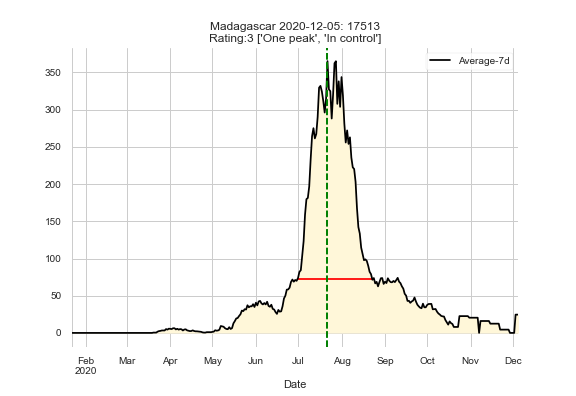 Madagascar 2020-12-05: 17513
Rating:3 ['One peak', 'In control']
Average-7d
350
300
250
200
150
100
50
0
Feb Mar Apr May Jun Jul Aug Sep Oct Nov Dec
2020
Date